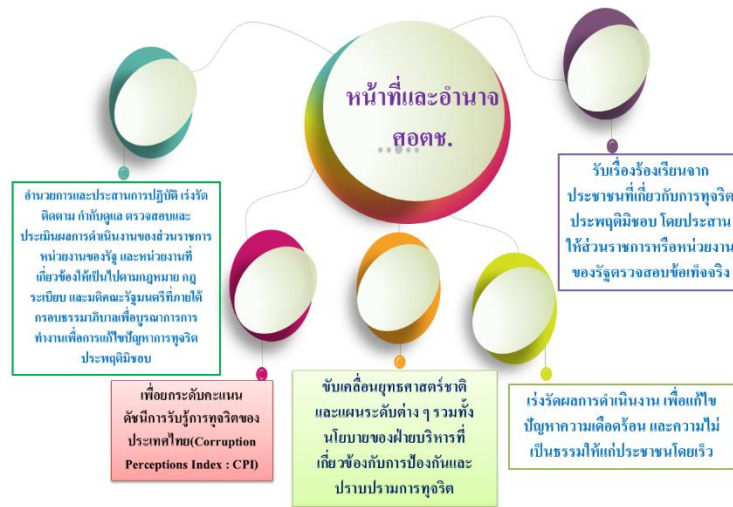 หน้าที่และอำนาจ
ศอตช.
อำนวยการและประสานการปฏิบัติ เร่งรัด
ติดตาม กำกับดูแล ตรวจสอบและ
ประเมินผลการดำเนินงานของส่วนราชการ
หน่วยงานของรัฐ และหน่วยงานที่
เกี่ยวข้องให้เป็นไปตามกฎหมาย กฎ
ระเบียบ และมติคณะรัฐมนตรีที่ภายใต้
กรอบธรรมาภิบาลเพื่อบูรณาการการ
ทำงานเพื่อการแก้ไขปัญหาการทุจริต
ประพฤติมิชอบ
เพื่อยกระดับคะแนน
ดัชนีการรับรู้การทุจริตของ
ประเทศไทย(Corruption
Perceptions Index : CPI)
ขับเคลื่อนยุทธศาสตร์ชาติ
และแผนระดับต่าง ๆ รวมทั้ง
นโยบายของฝ่ายบริหารที่
เกี่ยวข้องกับการป้องกันและ
ปราบปรามการทุจริต
เร่งรัดผลการดำเนินงาน เพื่อแก้ไข
ปัญหาความเดือดร้อน และความไม่
เป็นธรรมให้แก่ประชาชนโดยเร็ว
รับเรื่องร้องเรียนจาก
ประชาชนที่เกี่ยวกับการทุจริต
ประพฤติมิชอบ โดยประสาน
ให้ส่วนราชการหรือหน่วยงาน
ของรัฐตรวจสอบข้อเท็จจริง